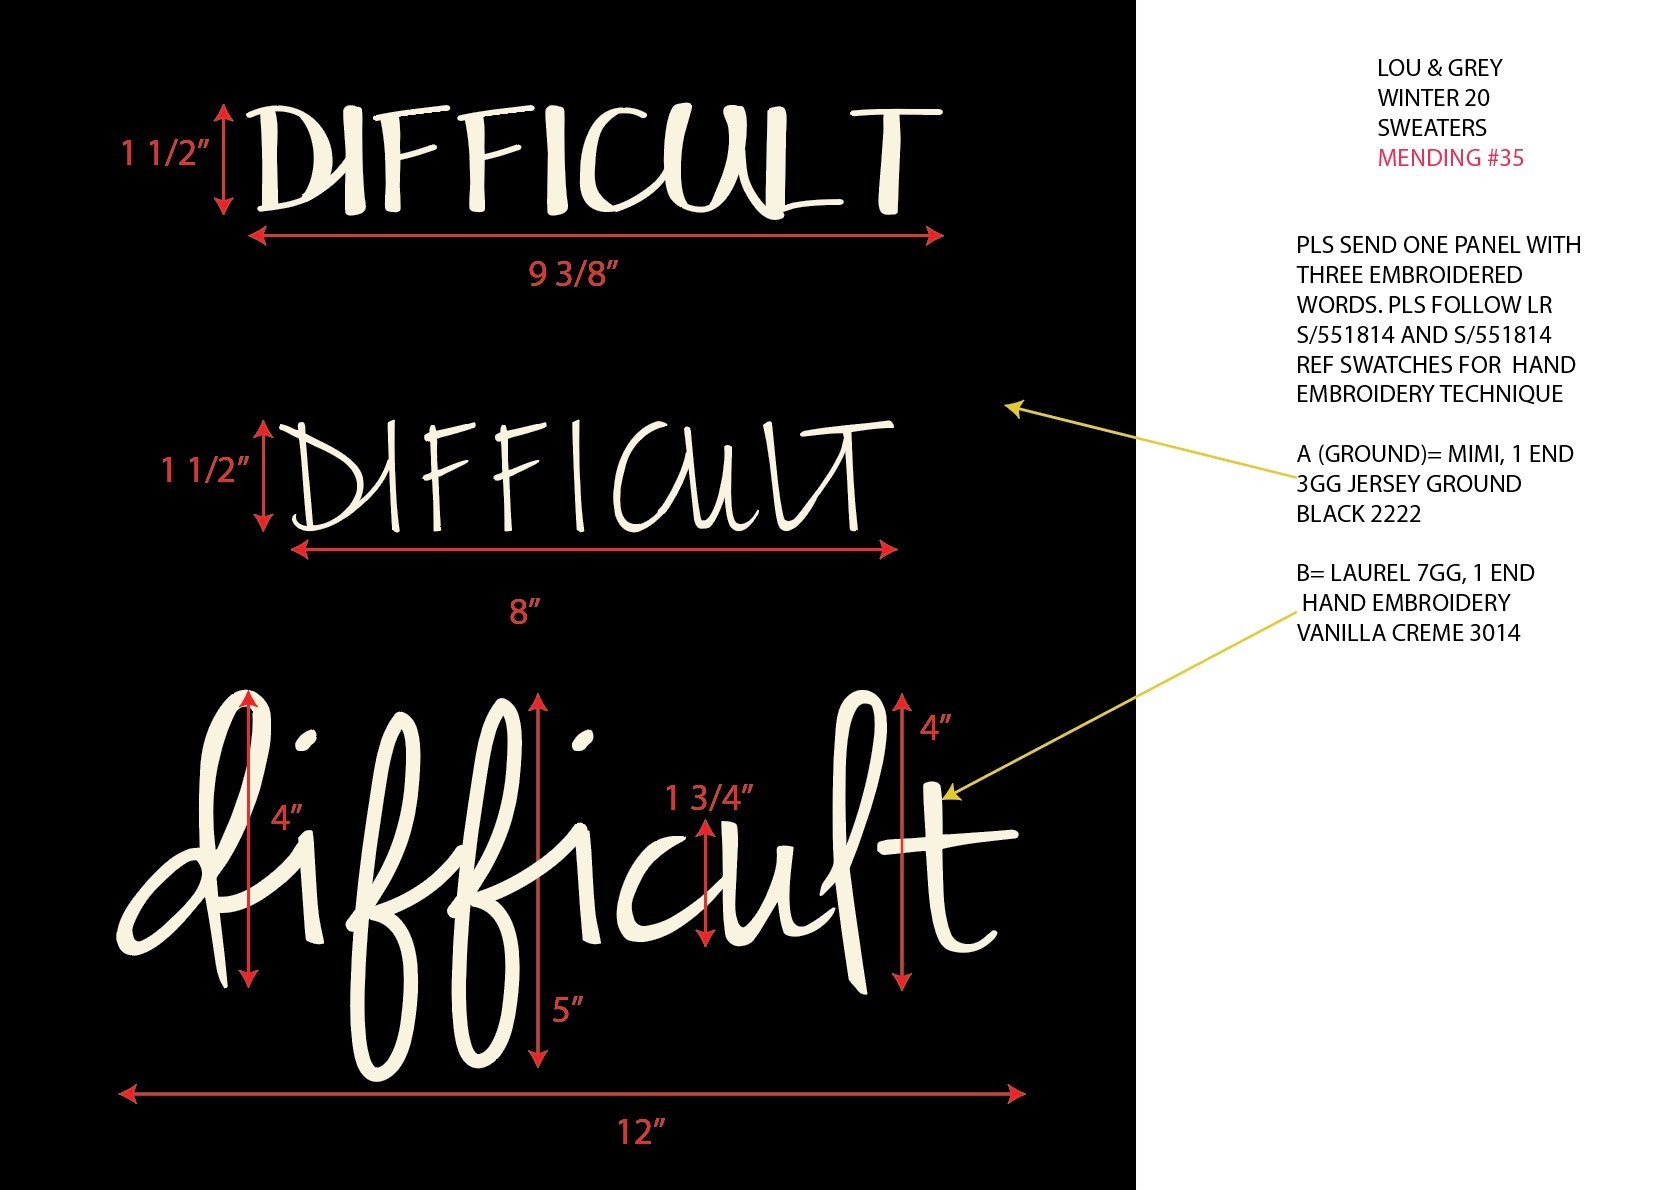 DIFFICULT
1 1/2”
9 3/8”
DIFFICULT
1 1/2”
8”
difficult
4”
5”
1 3/4”
4”
12”
LOU & GREY
WINTER 20
SWEATERS
MENDING #35
PLS SEND ONE PANEL WITH
THREE EMBROIDERED
WORDS. PLS FOLLOW LR
S/551814 AND S/551814
REF SWATCHES FOR  HAND
EMBROIDERY TECHNIQUE
A (GROUND)= MIMI, 1 END
3GG JERSEY GROUND
BLACK 2222
B= LAUREL 7GG, 1 END
HAND EMBROIDERY
VANILLA CREME 3014